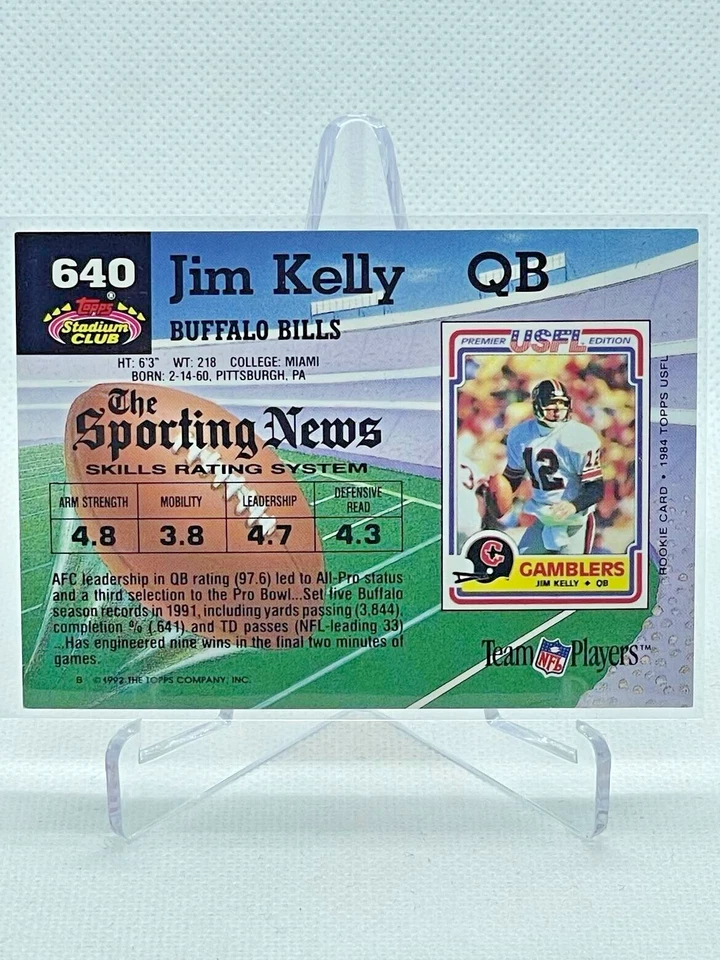 640
Topps®
Stadium
CLUB
Jim Kelly QB
BUFFALO BILLS
HT: 6'3" WT: 218 COLLEGE: MIAMI
BORN: 2-14-60, PITTSBURGH, PA
The
Sporting News
SKILLS RATING SYSTEM
ARM STRENGTH MOBILITY LEADERSHIP DEFENSIVE READ
4.8 3.8 4.7 4.3
AFC leadership in QB rating (97.6) led to All-Pro status
and a third selection to the Pro Bowl...Set five Buffalo
season records in 1991, including yards passing (3,844),
completion % (.641) and TD passes (NFL-leading 33)
...Has engineered nine wins in the final two minutes of
games.
B © 1992 THE TOPPS COMPANY, INC.
PREMIER USFL EDITION
12
12
C
GAMBLERS
JIM KELLY • QB
ROOKIE CARD • 1984 TOPPS USFL
Team NFL Players™